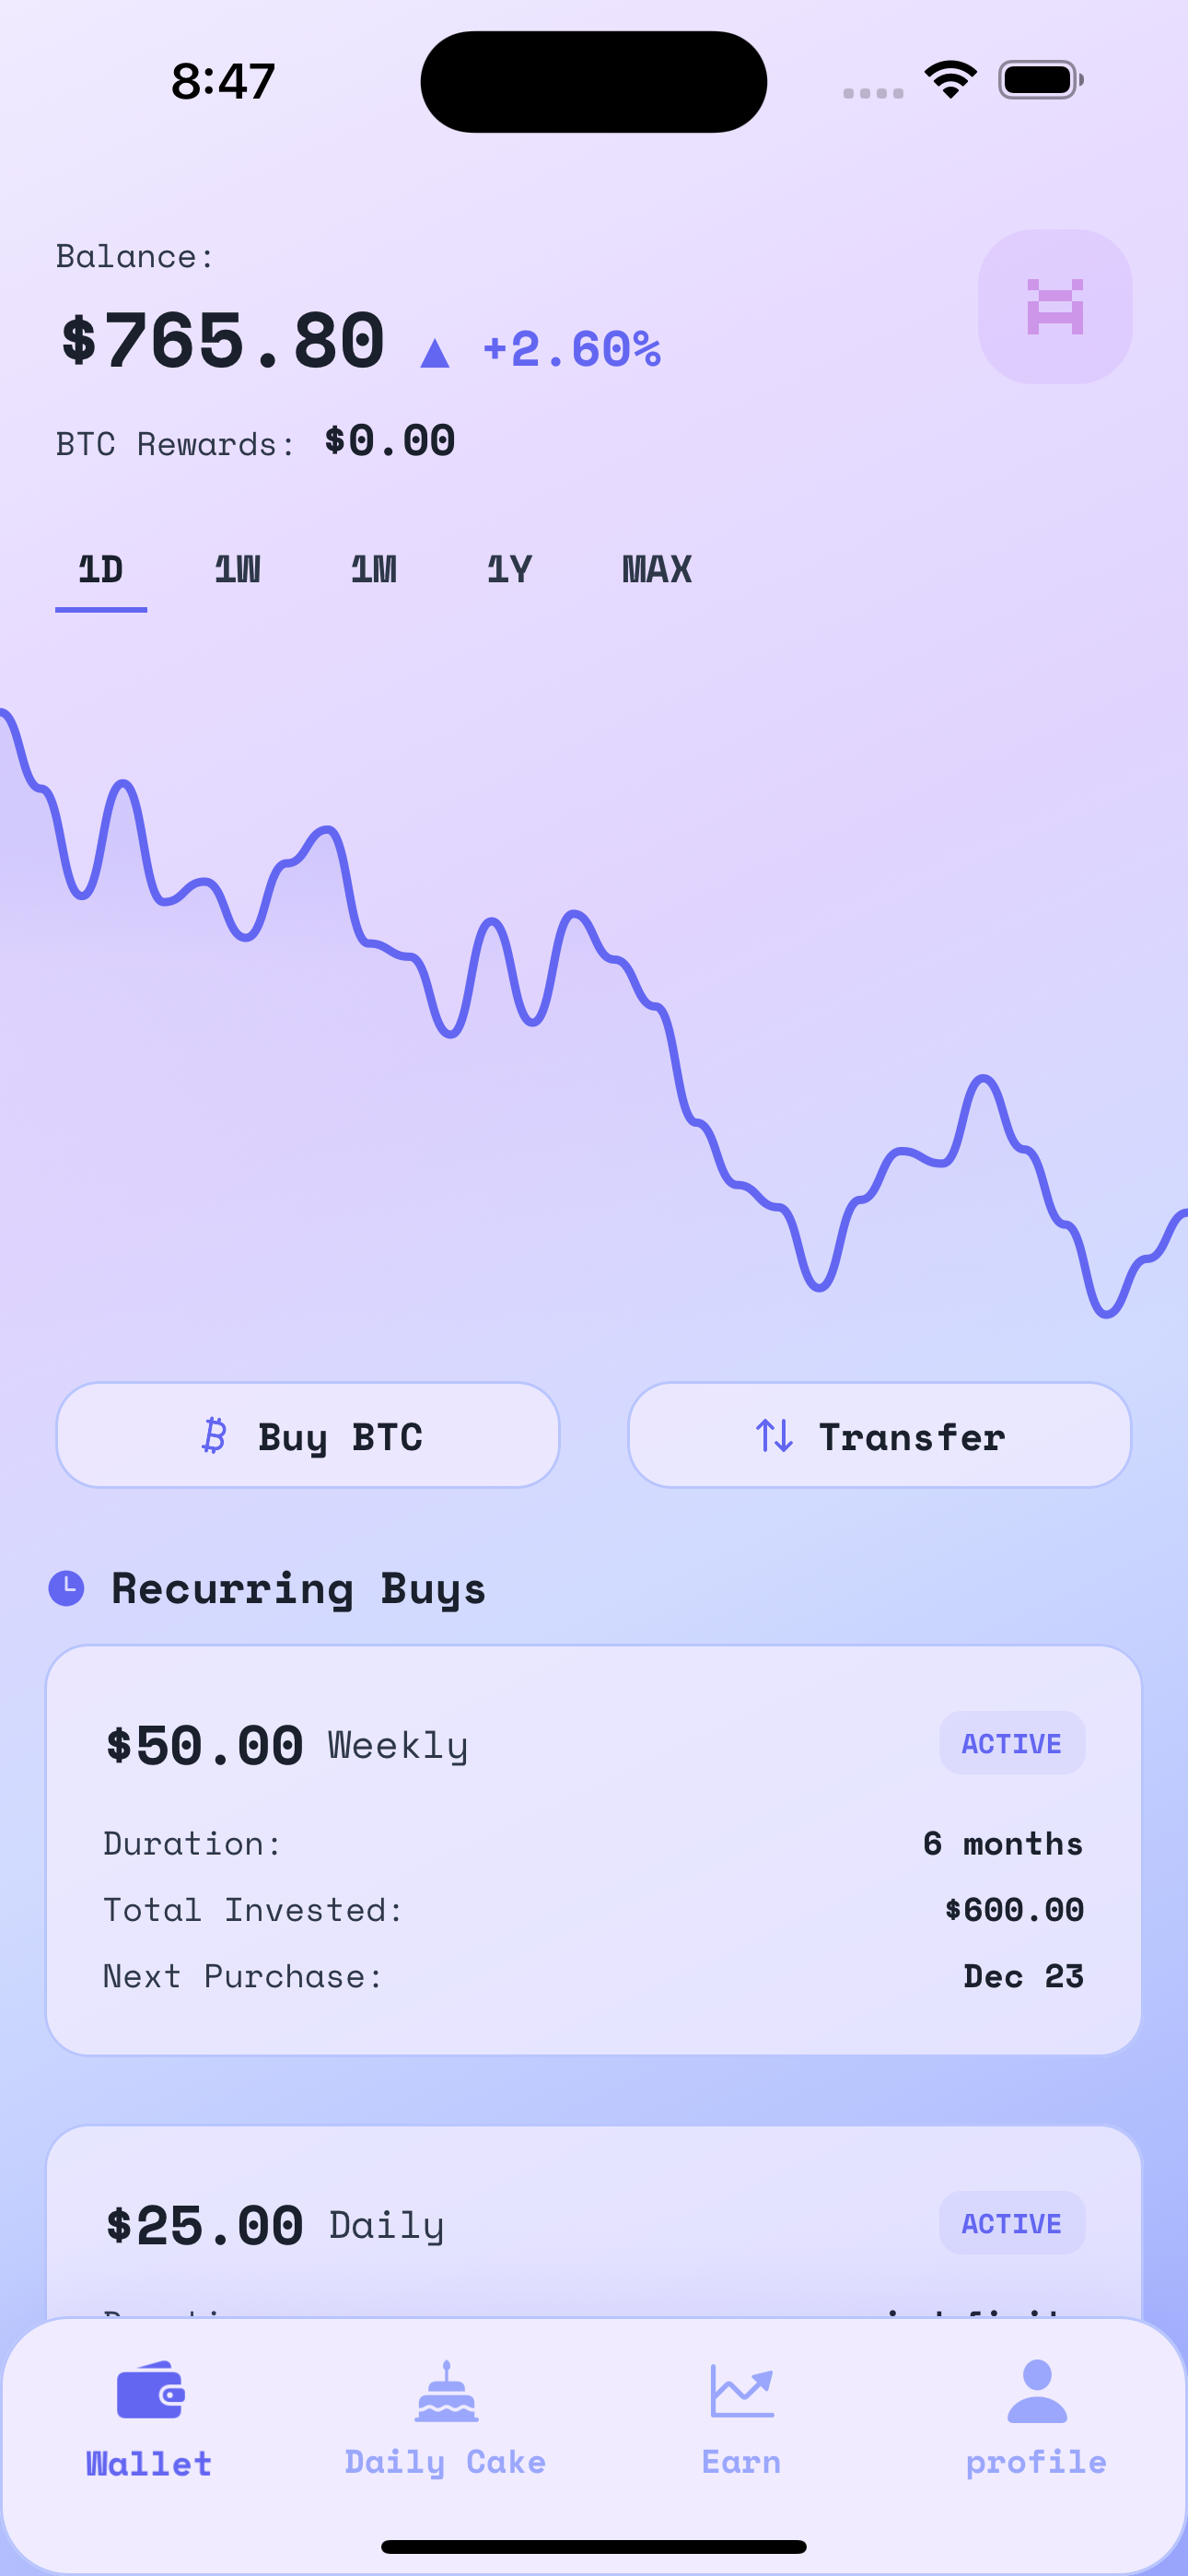 8:47
Balance:
$765.80 ▲ +2.60%
BTC Rewards: $0.00
1D 1W 1M 1Y MAX
Buy BTC Transfer
Recurring Buys
$50.00 Weekly ACTIVE
Duration: 6 months
Total Invested: $600.00
Next Purchase: Dec 23
$25.00 Daily ACTIVE
Wallet Daily Cake Earn profile